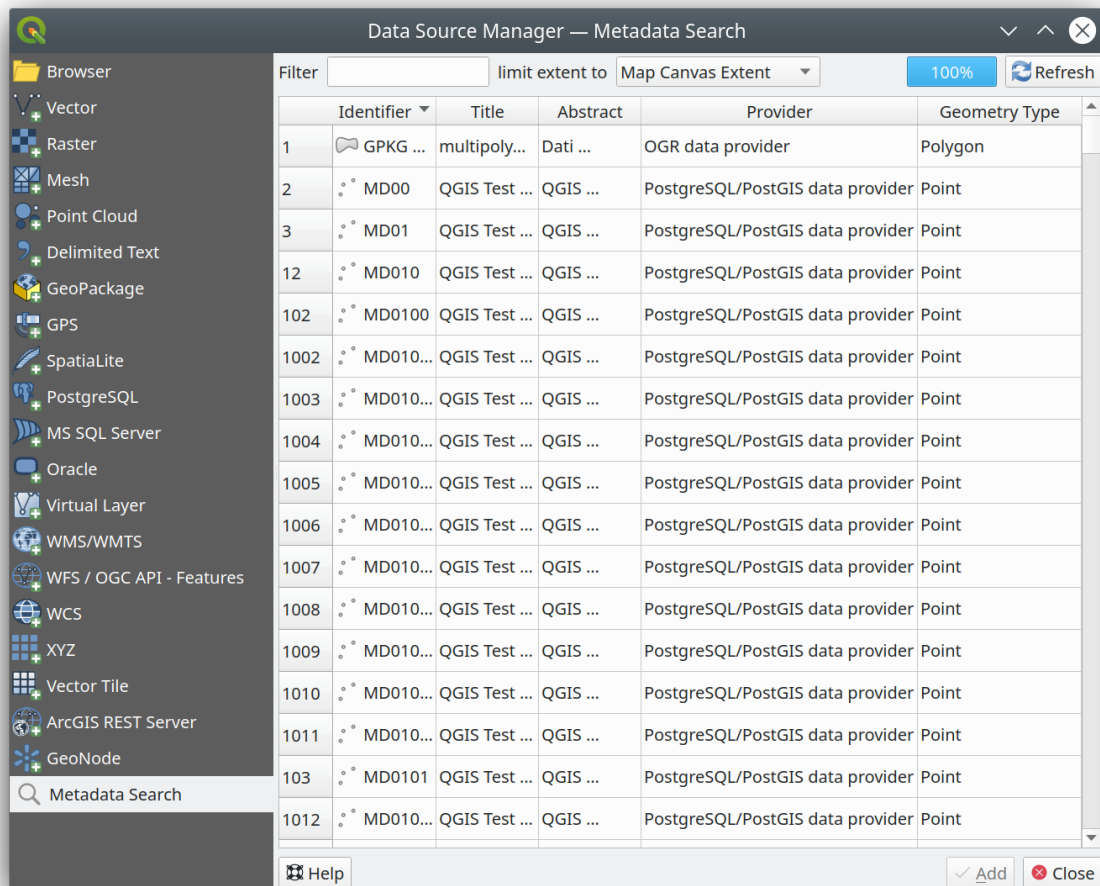 Data Source Manager — Metadata Search
Browser
Vector
Raster
Mesh
Point Cloud
Delimited Text
GeoPackage
GPS
SpatiaLite
PostgreSQL
MS SQL Server
Oracle
Virtual Layer
WMS/WMTS
WFS / OGC API - Features
WCS
XYZ
Vector Tile
ArcGIS REST Server
GeoNode
Metadata Search
Filter limit extent to Map Canvas Extent 100% Refresh
Identifier Title Abstract Provider Geometry Type
1 GPKG ... multipoly... Dati ... OGR data provider Polygon
2 MD00 QGIS Test ... QGIS ... PostgreSQL/PostGIS data provider Point
3 MD01 QGIS Test ... QGIS ... PostgreSQL/PostGIS data provider Point
12 MD010 QGIS Test ... QGIS ... PostgreSQL/PostGIS data provider Point
102 MD0100 QGIS Test ... QGIS ... PostgreSQL/PostGIS data provider Point
1002 MD010... QGIS Test ... QGIS ... PostgreSQL/PostGIS data provider Point
1003 MD010... QGIS Test ... QGIS ... PostgreSQL/PostGIS data provider Point
1004 MD010... QGIS Test ... QGIS ... PostgreSQL/PostGIS data provider Point
1005 MD010... QGIS Test ... QGIS ... PostgreSQL/PostGIS data provider Point
1006 MD010... QGIS Test ... QGIS ... PostgreSQL/PostGIS data provider Point
1007 MD010... QGIS Test ... QGIS ... PostgreSQL/PostGIS data provider Point
1008 MD010... QGIS Test ... QGIS ... PostgreSQL/PostGIS data provider Point
1009 MD010... QGIS Test ... QGIS ... PostgreSQL/PostGIS data provider Point
1010 MD010... QGIS Test ... QGIS ... PostgreSQL/PostGIS data provider Point
1011 MD010... QGIS Test ... QGIS ... PostgreSQL/PostGIS data provider Point
103 MD0101 QGIS Test ... QGIS ... PostgreSQL/PostGIS data provider Point
1012 MD010... QGIS Test ... QGIS ... PostgreSQL/PostGIS data provider Point
Help Add Close